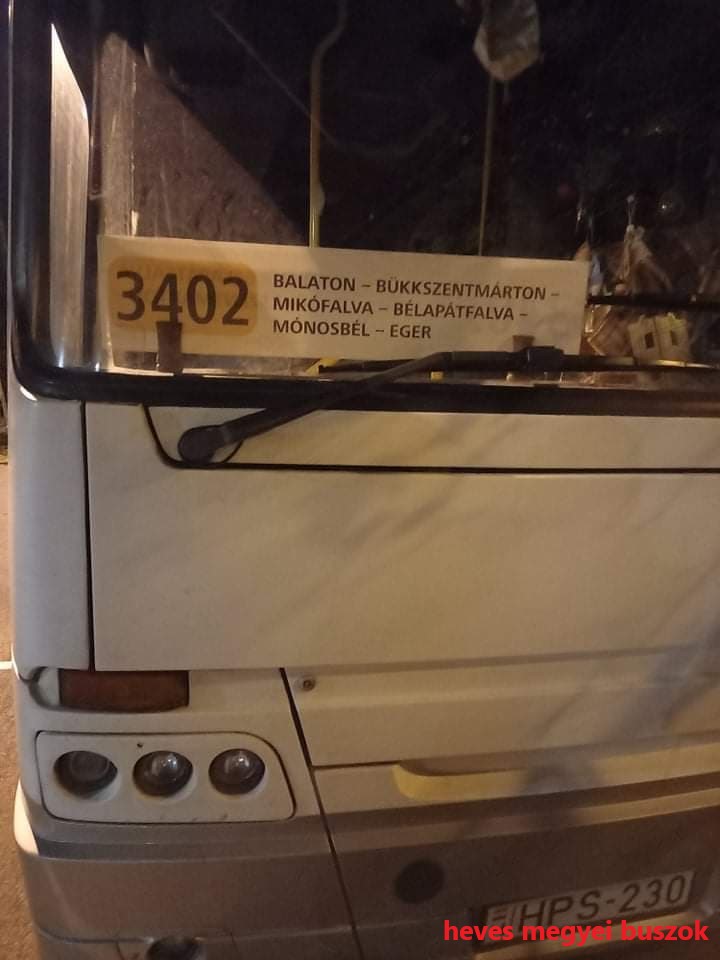 3402
BALATON – BÜKKSZENTMÁRTON –
MIKÓFALVA – BÉLAPÁTFALVA –
MÓNOSBÉL – EGER
HPS-230
heves megyei buszok